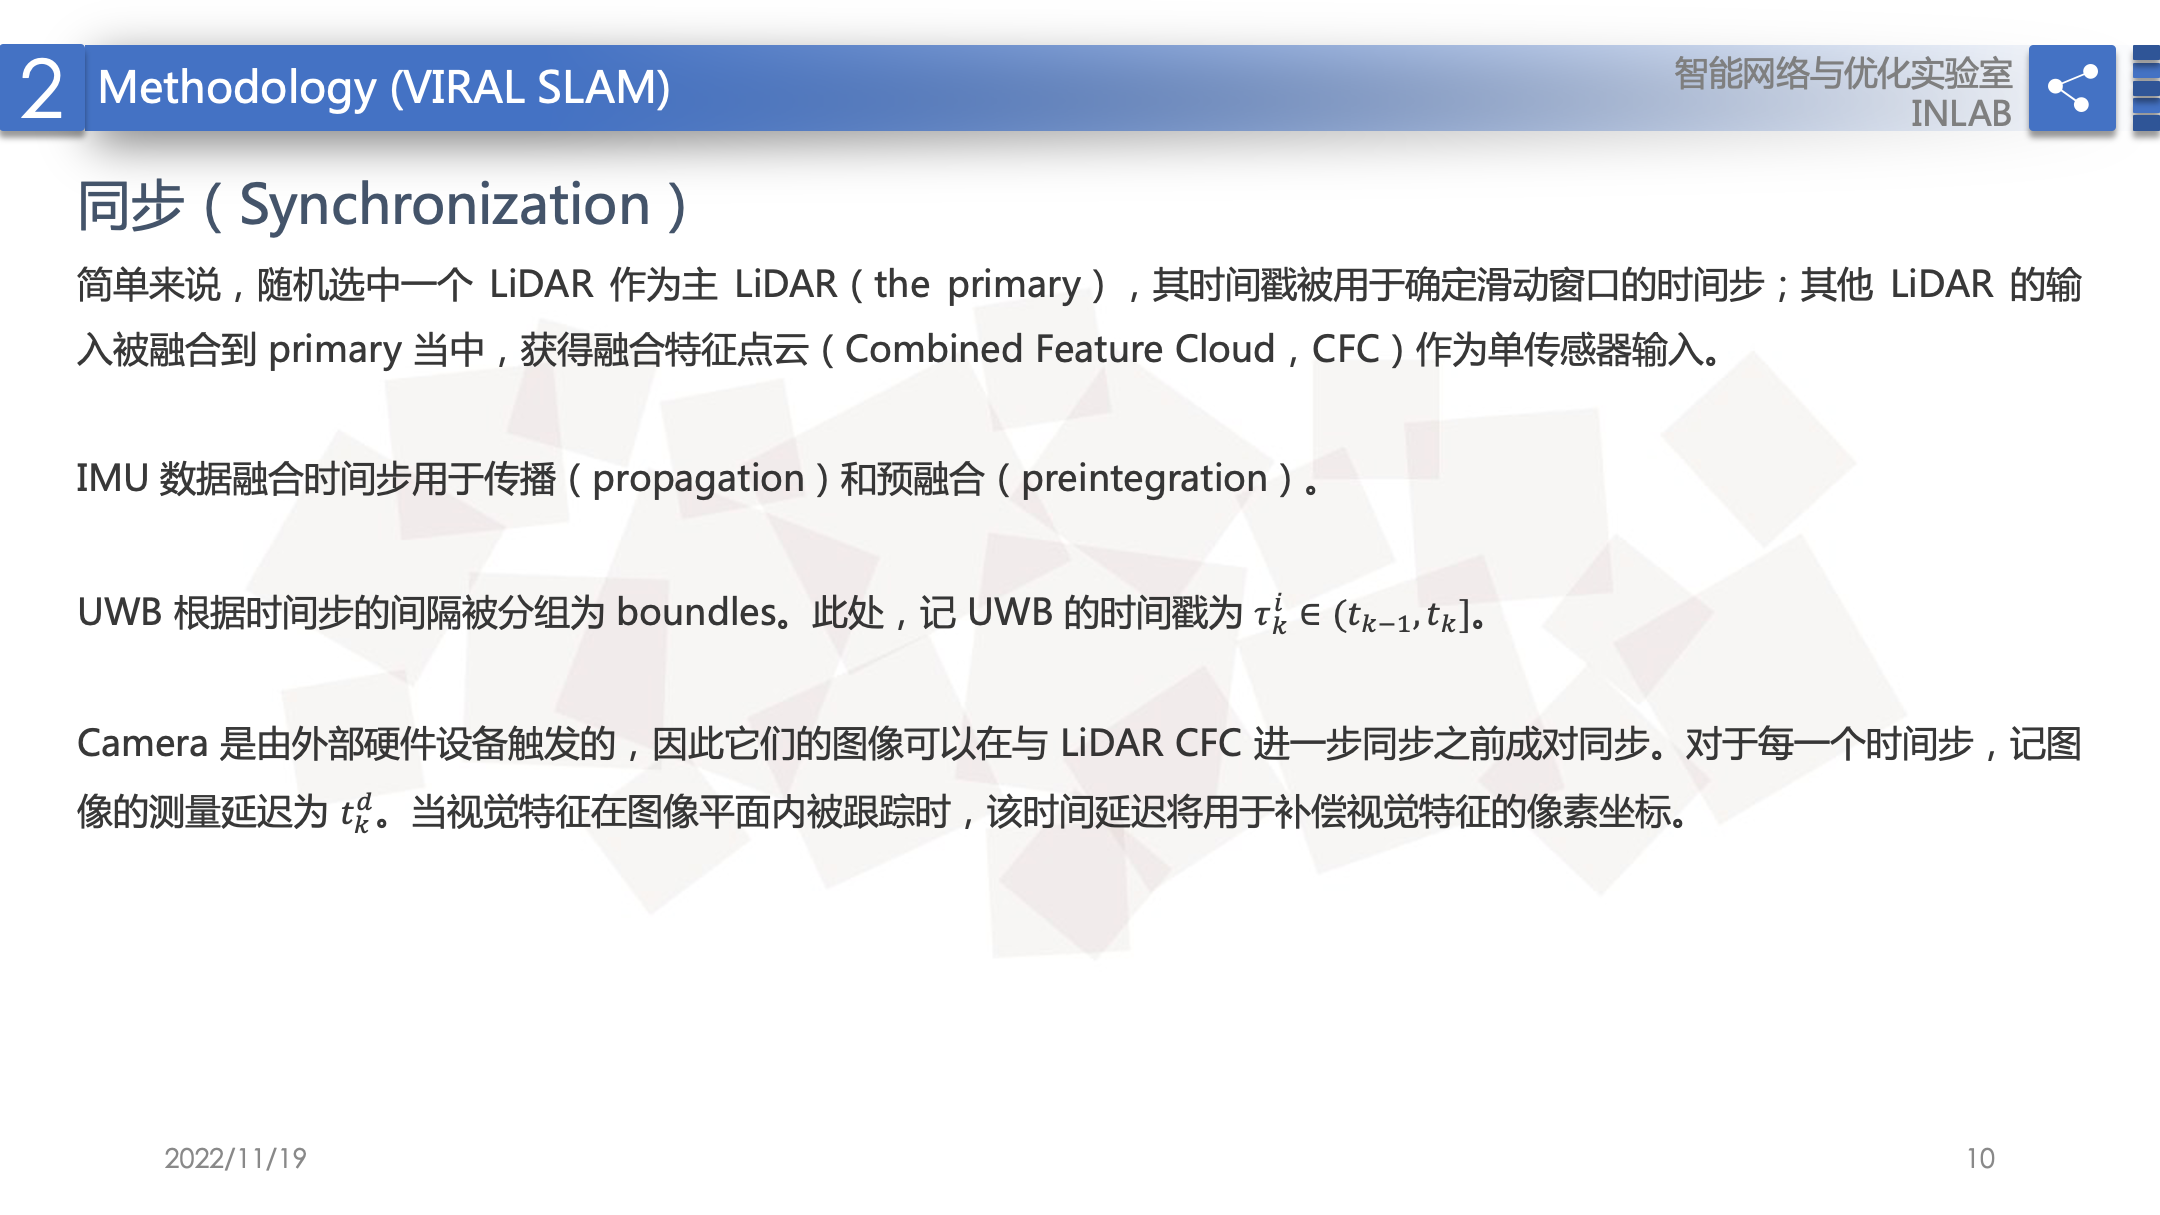 2
Methodology (VIRAL SLAM)
智能网络与优化实验室
INLAB
同步（Synchronization）
简单来说，随机选中一个 LiDAR 作为主 LiDAR（the primary），其时间戳被用于确定滑动窗口的时间步；其他 LiDAR 的输
入被融合到 primary 当中，获得融合特征点云（Combined Feature Cloud，CFC）作为单传感器输入。
IMU 数据融合时间步用于传播（propagation）和预融合（preintegration）。
UWB 根据时间步的间隔被分组为 boundles。此处，记 UWB 的时间戳为 $\tau_k^i \in (t_{k-1}, t_k]$。
Camera 是由外部硬件设备触发的，因此它们的图像可以在与 LiDAR CFC 进一步同步之前成对同步。对于每一个时间步，记图
像的测量延迟为 $t_k^d$。当视觉特征在图像平面内被跟踪时，该时间延迟将用于补偿视觉特征的像素坐标。
2022/11/19
10